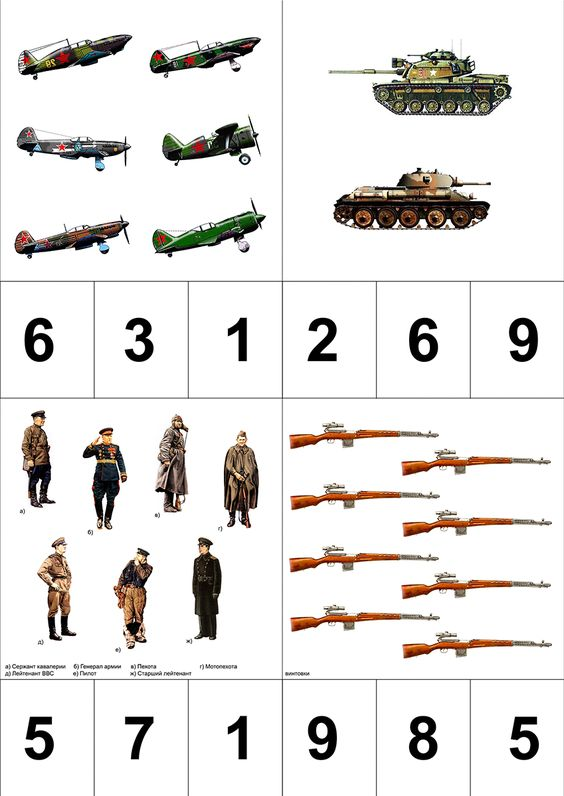 6 3 1 2 6 9
а)
б)
в)
г)
д)
е)
ж)
а) Сержант кавалерии б) Генерал армии в) Пехота г) Мотопехота
д) Лейтенант ВВС е) Пилот ж) Старший лейтенант
винтовки
5 7 1 9 8 5